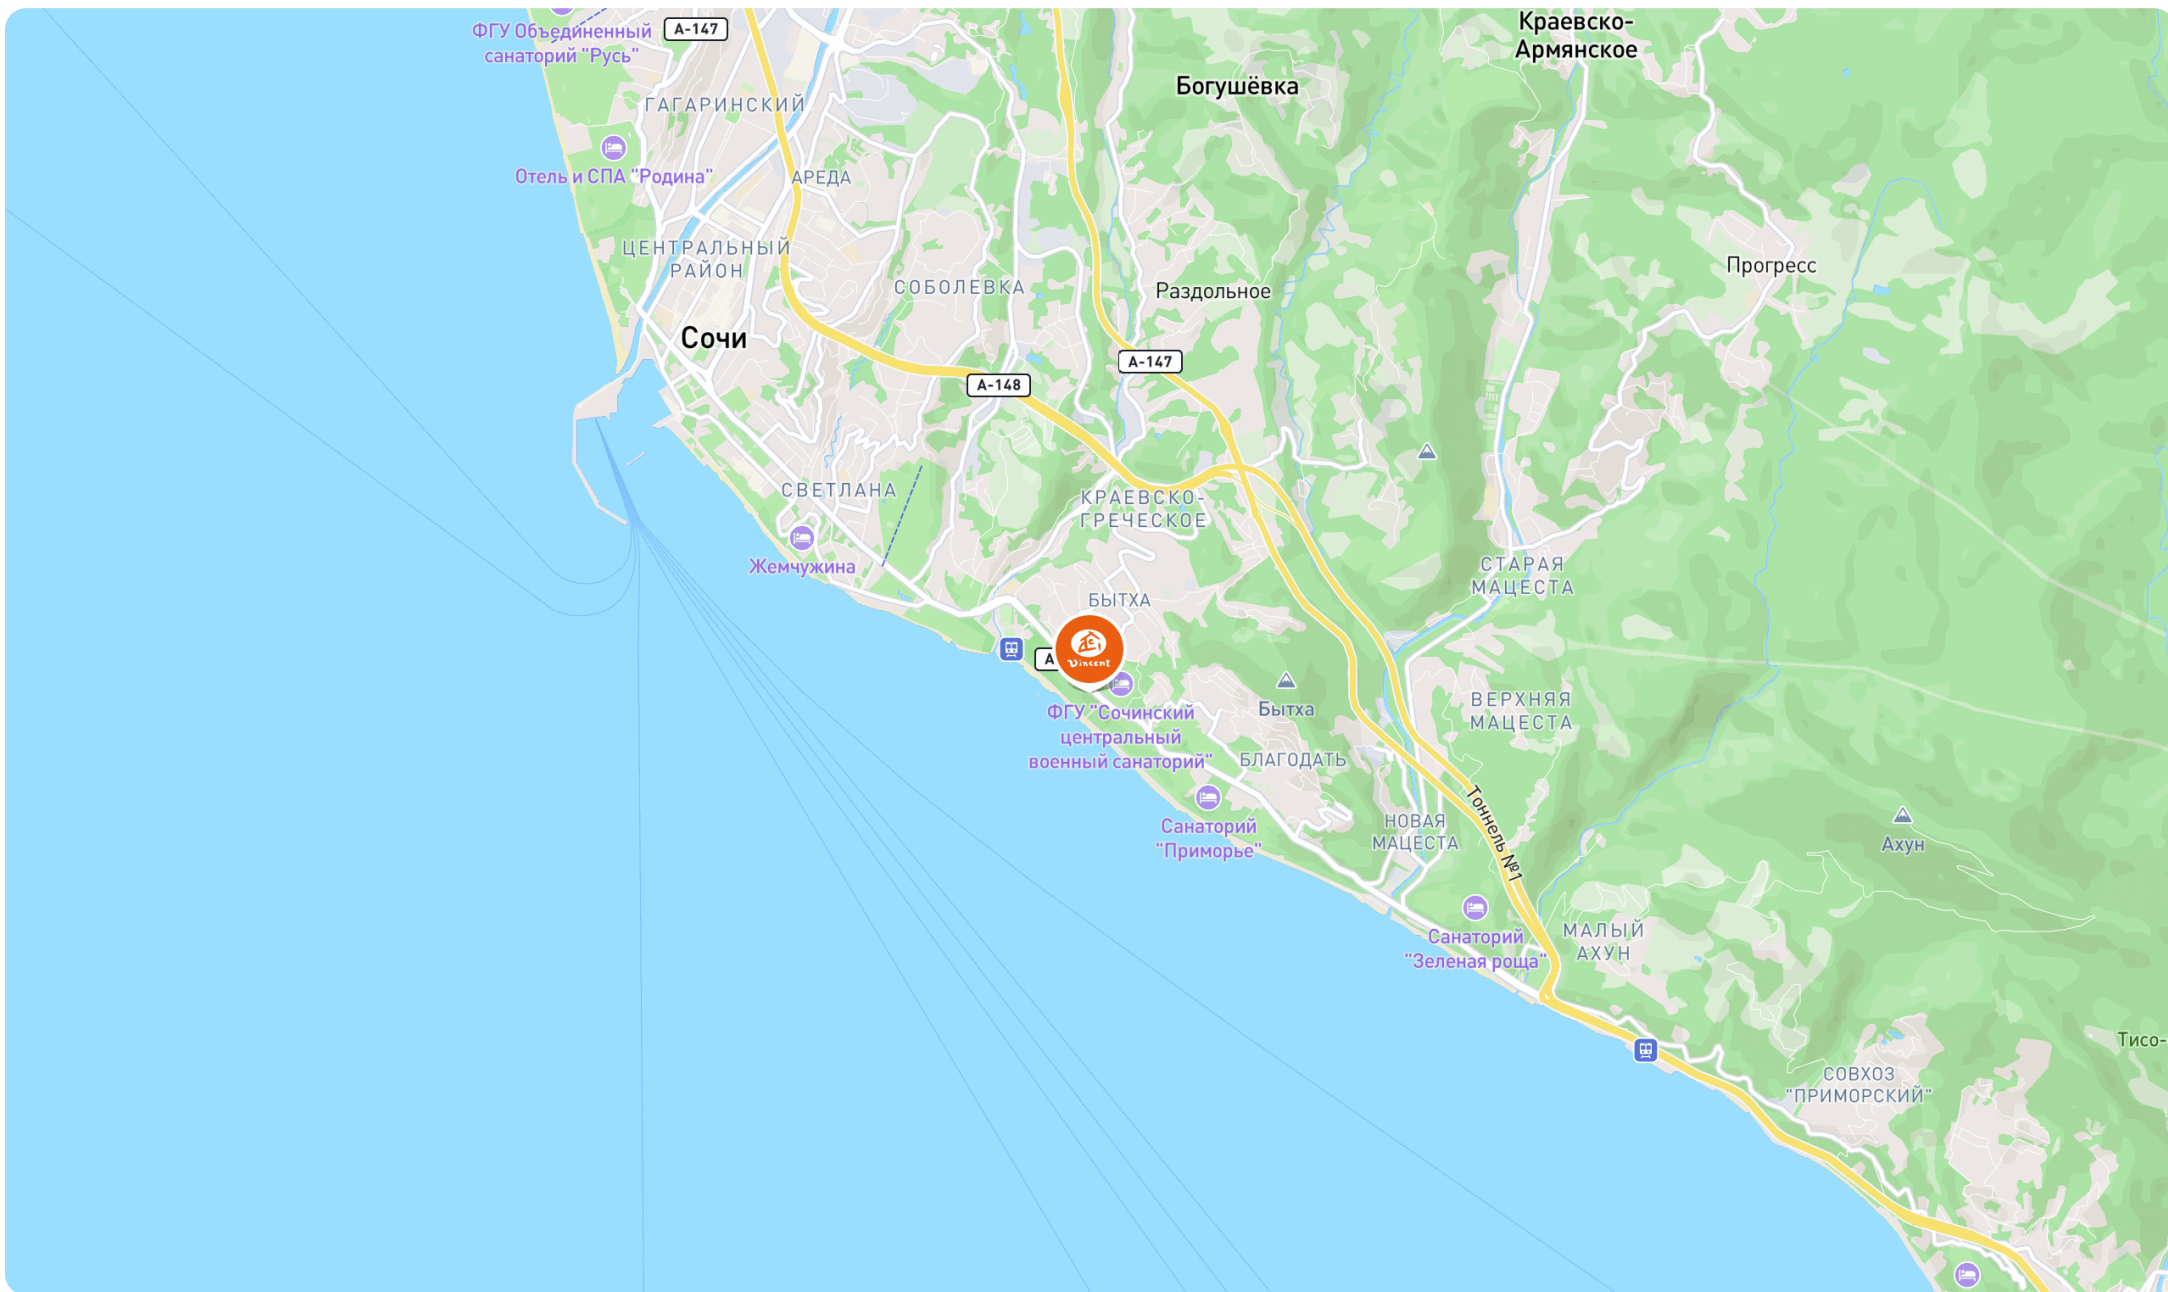 ФГУ Объединенный
санаторий "Русь"
А-147
Краевско-
Армянское
Богушёвка
ГАГАРИНСКИЙ
Отель и СПА "Родина"
АРЕДА
ЦЕНТРАЛЬНЫЙ
РАЙОН
СОБОЛЕВКА
Раздольное
Прогресс
Сочи
А-147
А-148
СВЕТЛАНА
КРАЕВСКО-
ГРЕЧЕСКОЕ
Жемчужина
СТАРАЯ
МАЦЕСТА
БЫТХА
Vincent
ФГУ "Сочинский
центральный
военный санаторий"
Бытха
ВЕРХНЯЯ
МАЦЕСТА
БЛАГОДАТЬ
Тоннель №1
Санаторий
"Приморье"
НОВАЯ
МАЦЕСТА
Ахун
Санаторий
"Зеленая роща"
МАЛЫЙ
АХУН
Тисо-
СОВХОЗ
"ПРИМОРСКИЙ"